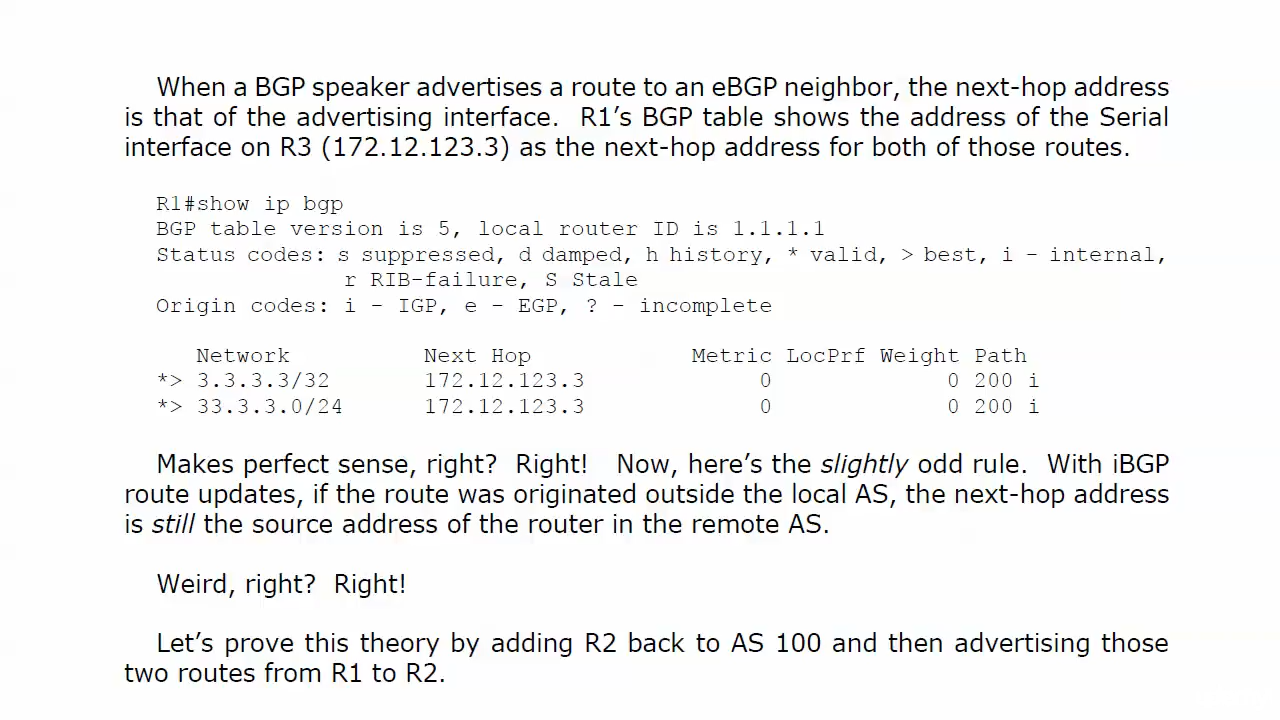 When a BGP speaker advertises a route to an eBGP neighbor, the next-hop address
is that of the advertising interface.  R1’s BGP table shows the address of the Serial
interface on R3 (172.12.123.3) as the next-hop address for both of those routes.
R1#show ip bgp
BGP table version is 5, local router ID is 1.1.1.1
Status codes: s suppressed, d damped, h history, * valid, > best, i - internal,
r RIB-failure, S Stale
Origin codes: i - IGP, e - EGP, ? - incomplete
Network Next Hop Metric LocPrf Weight Path
*> 3.3.3.3/32 172.12.123.3 0 0 200 i
*> 33.3.3.0/24 172.12.123.3 0 0 200 i
Makes perfect sense, right?  Right!  Now, here’s the slightly odd rule.  With iBGP
route updates, if the route was originated outside the local AS, the next-hop address
is still the source address of the router in the remote AS.
Weird, right?  Right!
Let’s prove this theory by adding R2 back to AS 100 and then advertising those
two routes from R1 to R2.